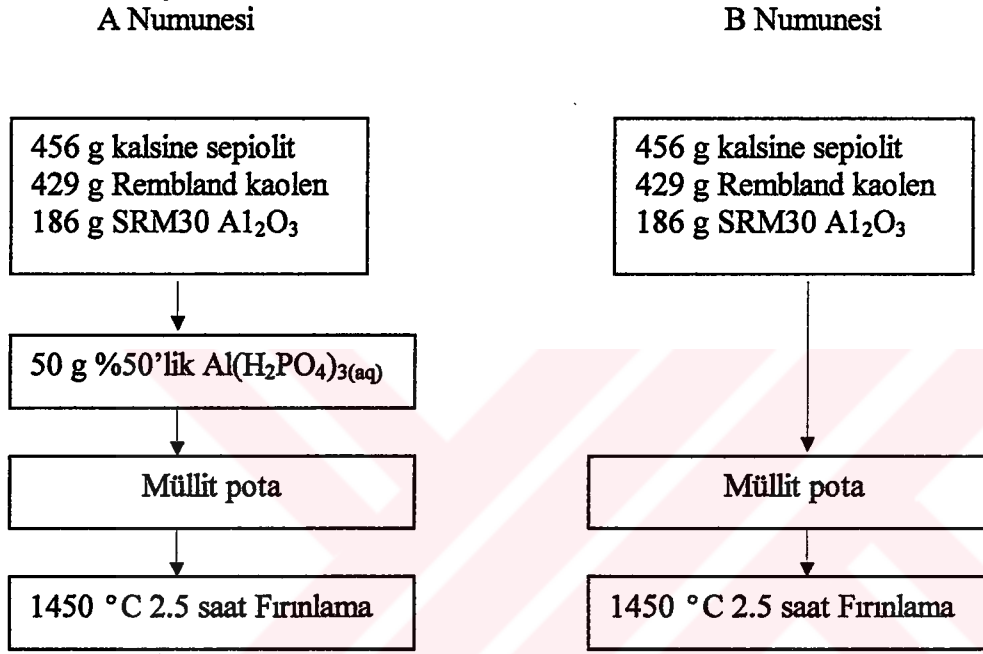 A Numunesi
456 g kalsine sepiolit
429 g Rembland kaolen
186 g SRM30 Al₂O₃
50 g %50'lik Al(H₂PO₄)₃(aq)
Müllit pota
1450 °C 2.5 saat Fırınlama
B Numunesi
456 g kalsine sepiolit
429 g Rembland kaolen
186 g SRM30 Al₂O₃
Müllit pota
1450 °C 2.5 saat Fırınlama